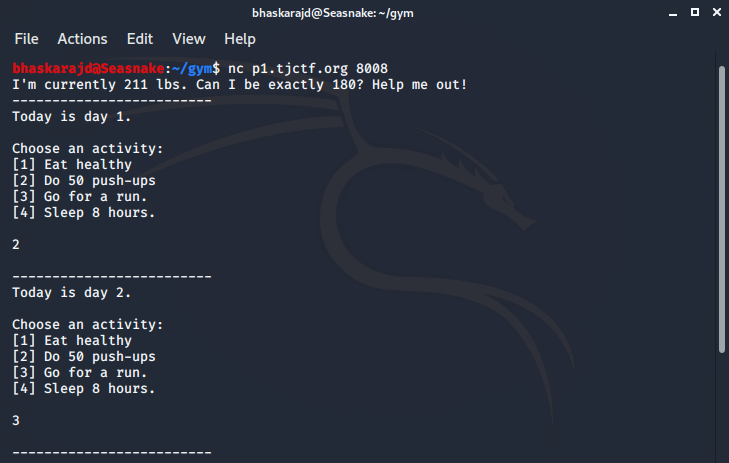 bhaskarajd@Seasnake: ~/gym
File Actions Edit View Help
bhaskarajd@Seasnake:~/gym$ nc p1.tjctf.org 8008
I'm currently 211 lbs. Can I be exactly 180? Help me out!
-------------------------
Today is day 1.
Choose an activity:
[1] Eat healthy
[2] Do 50 push-ups
[3] Go for a run.
[4] Sleep 8 hours.
2
-------------------------
Today is day 2.
Choose an activity:
[1] Eat healthy
[2] Do 50 push-ups
[3] Go for a run.
[4] Sleep 8 hours.
3
-------------------------